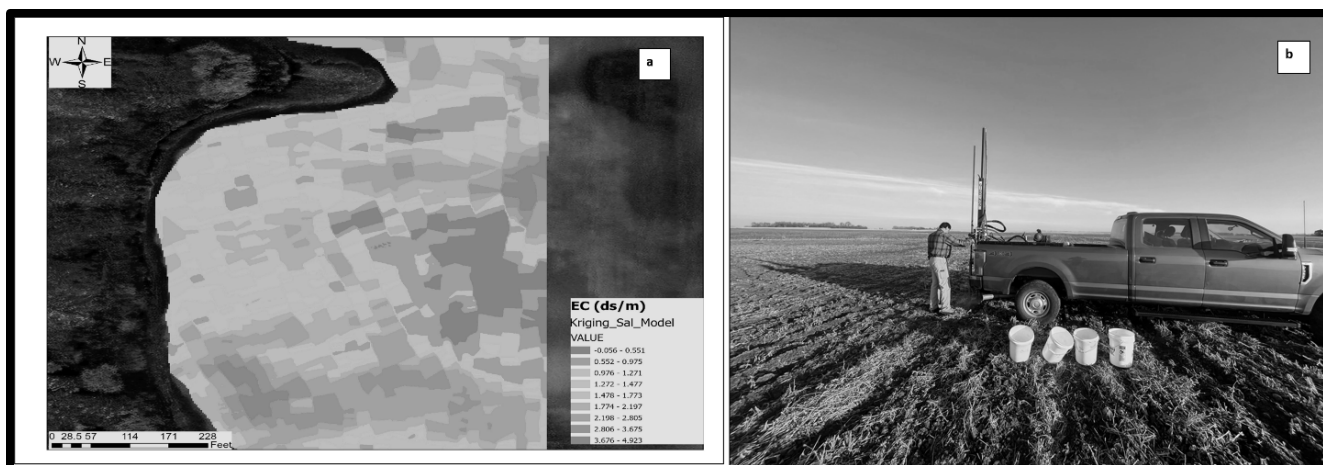 N
W E
S
a
EC (ds/m)
Kriging_Sal_Model
VALUE
-0.056 - 0.551
0.552 - 0.975
0.976 - 1.271
1.272 - 1.477
1.478 - 1.773
1.774 - 2.197
2.198 - 2.805
2.806 - 3.675
3.676 - 4.923
0 28.5 57 114 171 228
Feet
b